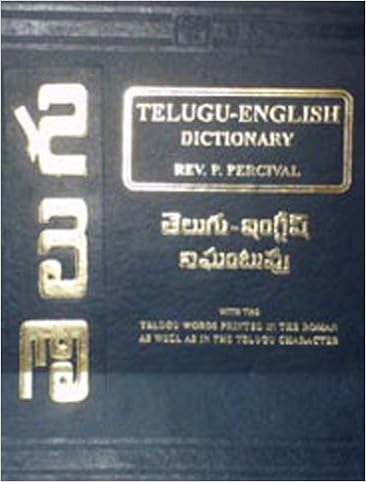 తెలుగు
TELUGU-ENGLISH
DICTIONARY
REV. P. PERCIVAL
తెలుగు-ఇంగ్లీష్
నిఘంటువు
WITH THE
TELUGU WORDS PRINTED IN THE ROMAN
AS WELL AS IN THE TELUGU CHARACTER